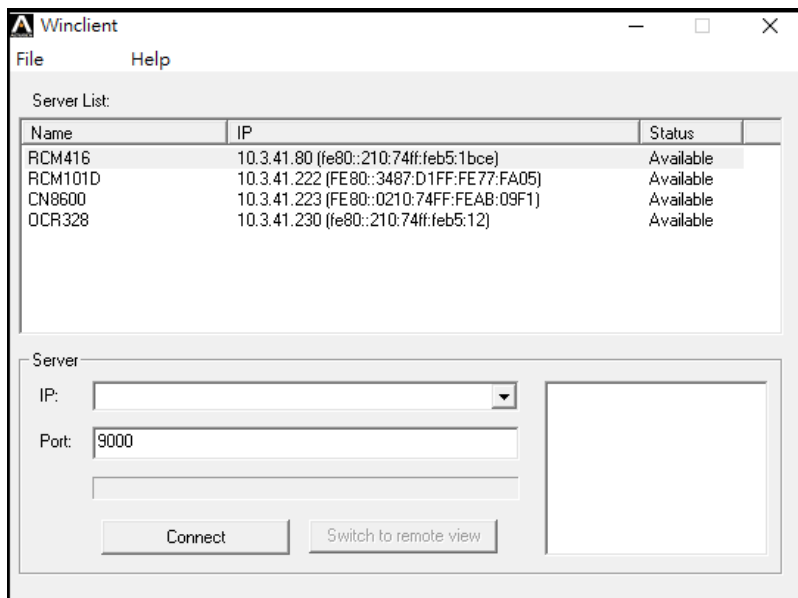 Winclient
File Help
Server List:
Name IP Status
RCM416 10.3.41.80 (fe80::210:74ff:feb5:1bce) Available
RCM101D 10.3.41.222 (FE80::3487:D1FF:FE77:FA05) Available
CN8600 10.3.41.223 (FE80::0210:74FF:FEAB:09F1) Available
OCR328 10.3.41.230 (fe80::210:74ff:feb5:12) Available
Server
IP:
Port: 9000
Connect Switch to remote view